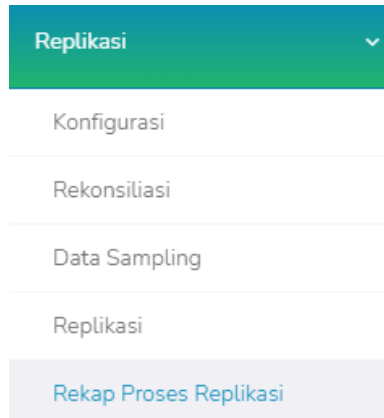 Replikasi
Konfigurasi
Rekonsiliasi
Data Sampling
Replikasi
Rekap Proses Replikasi